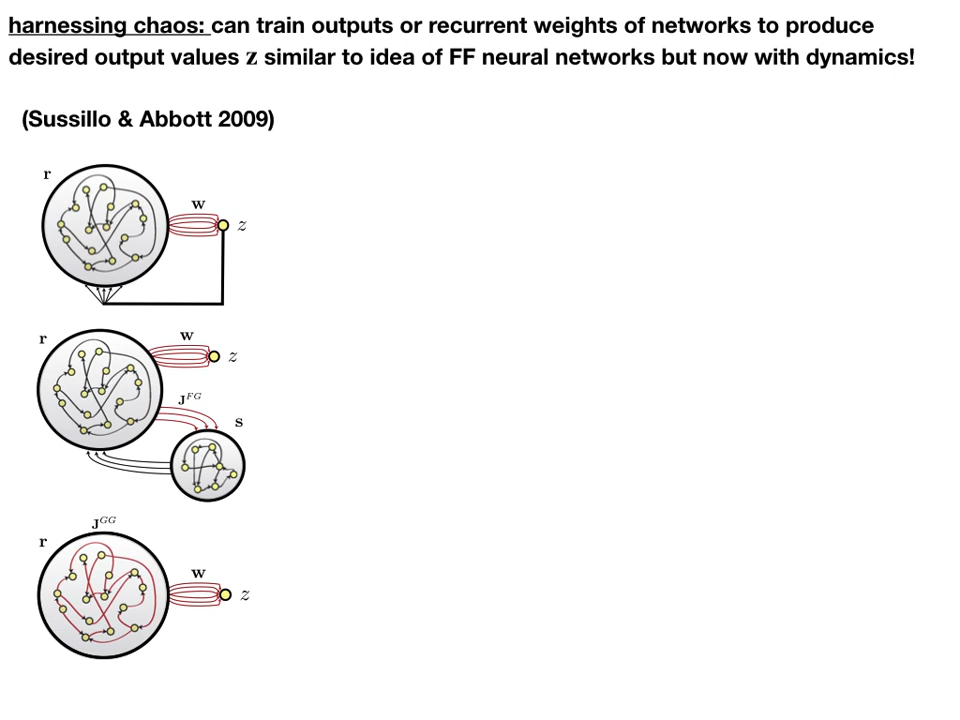 harnessing chaos: can train outputs or recurrent weights of networks to produce
desired output values z similar to idea of FF neural networks but now with dynamics!
(Sussillo & Abbott 2009)
r
w
z
r
w
z
J^{FG}
s
J^{GG}
r
w
z